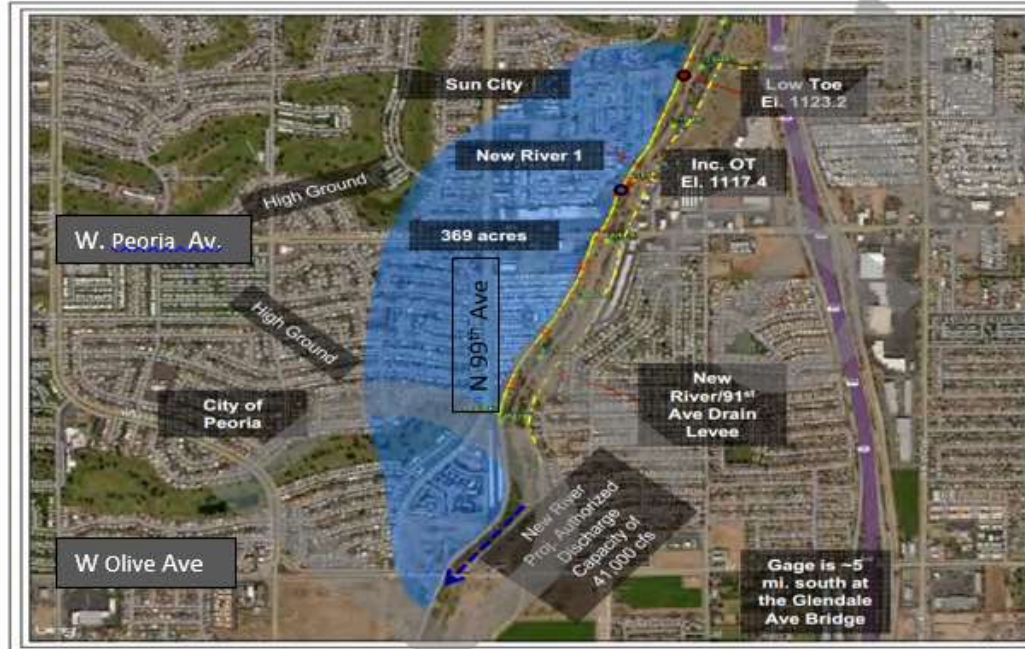 Sun City
Low Toe
El. 1123.2
New River 1
Inc. OT
El. 1117.4
High Ground
W. Peoria Av.
369 acres
N 99th Ave
High Ground
City of
Peoria
New
River/91st
Ave Drain
Levee
New River
Proj. Authorized
Discharge
Capacity of
41,000 cfs
W Olive Ave
Gage is ~5
mi. south at
the Glendale
Ave Bridge